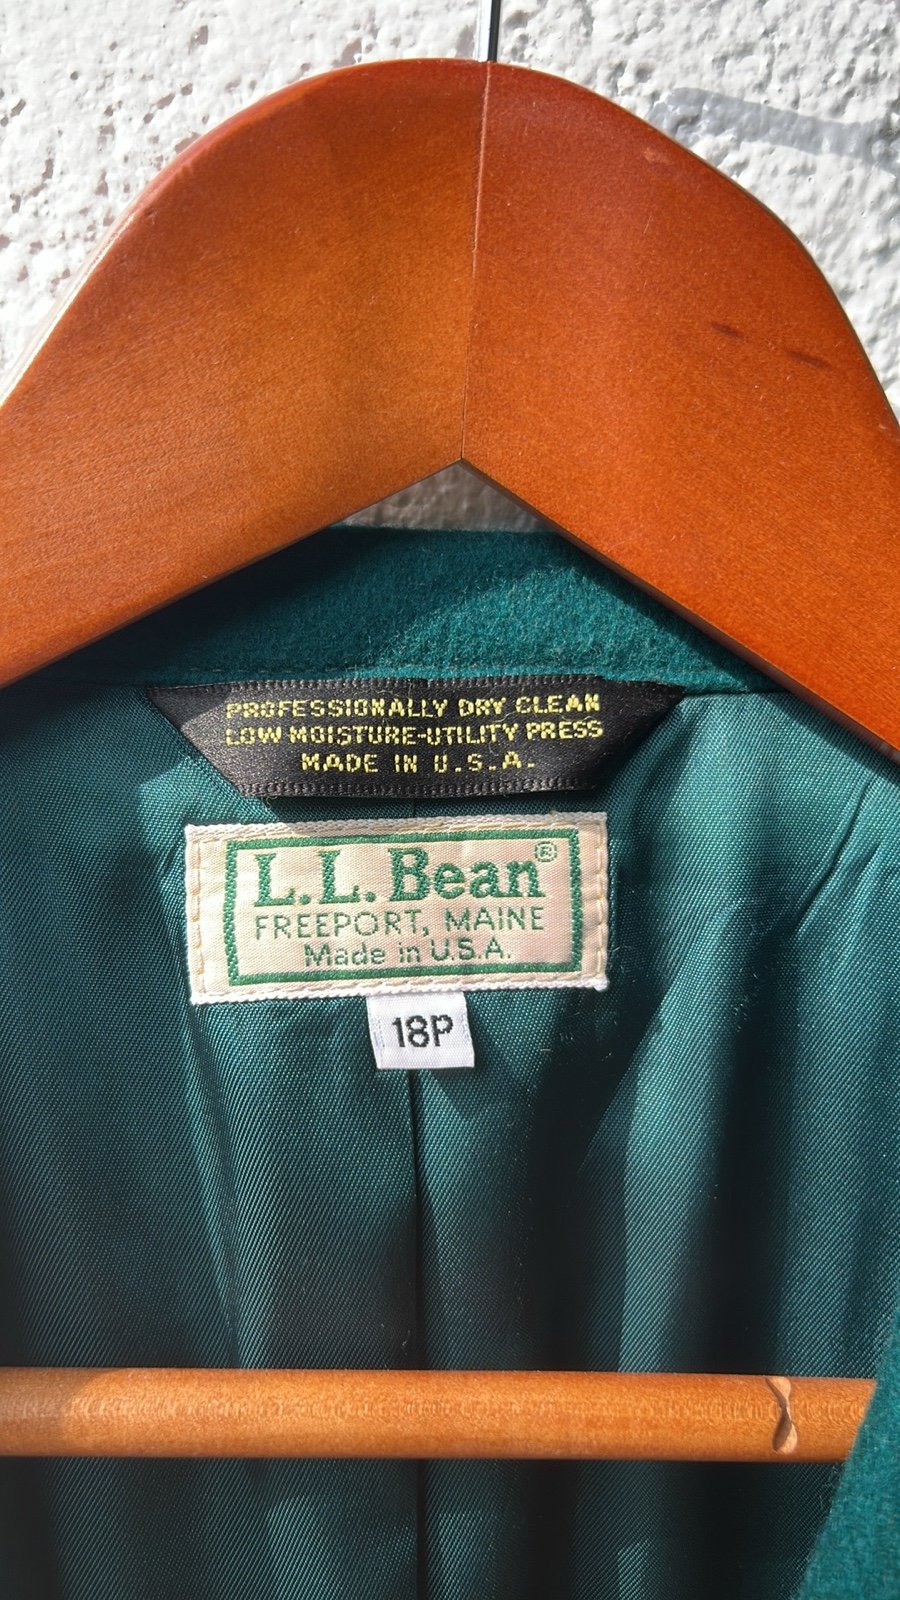 PROFESSIONALLY DRY CLEAN
LOW MOISTURE-UTILITY PRESS
MADE IN U.S.A.
L.L.Bean®
FREEPORT, MAINE
Made in U.S.A.
18P